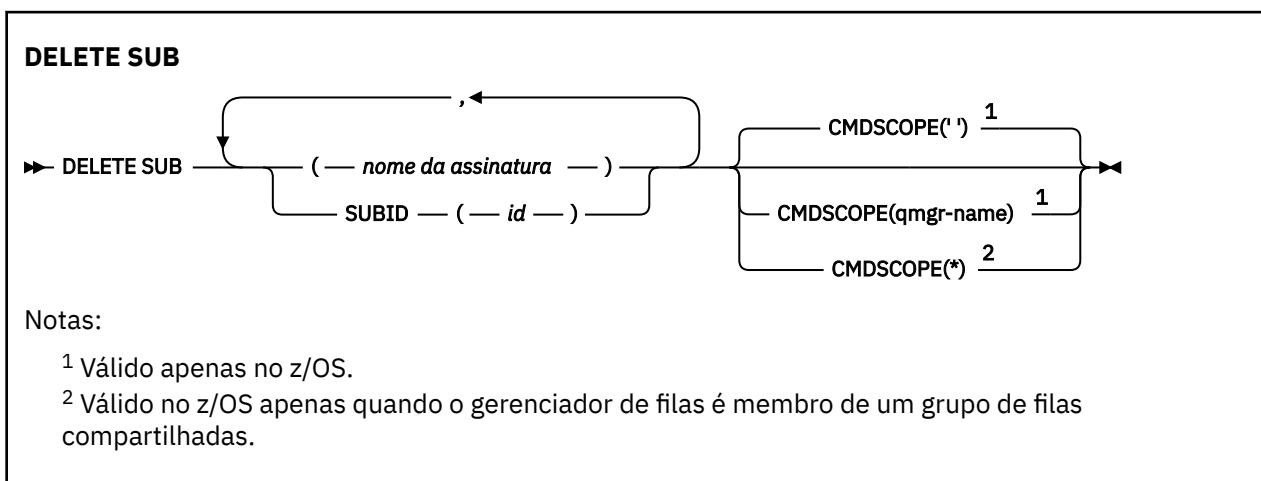 DELETE SUB
,
DELETE SUB ( nome da assinatura )
SUBID ( id )
CMDSCOPE(' ') 1
CMDSCOPE(qmgr-name) 1
CMDSCOPE(*) 2
Notas:
1 Válido apenas no z/OS.
2 Válido no z/OS apenas quando o gerenciador de filas é membro de um grupo de filas
compartilhadas.